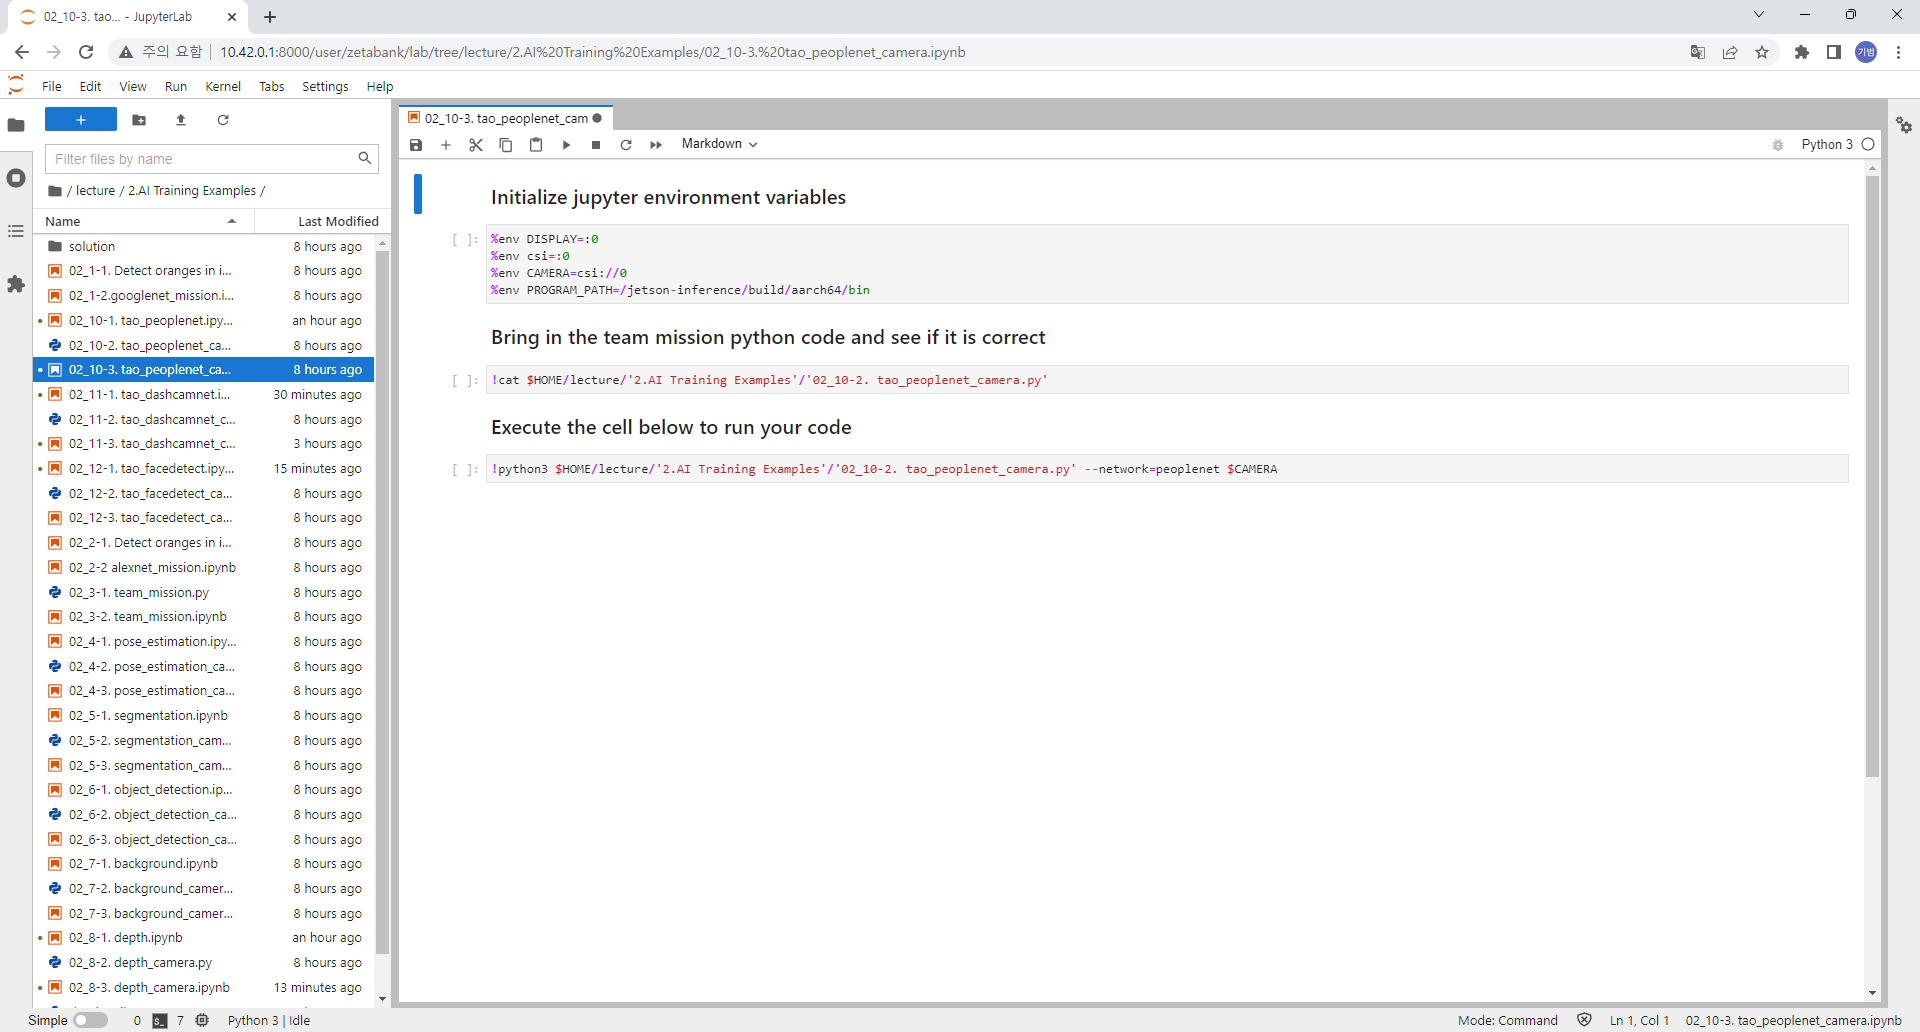 02_10-3. tao... - JupyterLab
주의 요함
10.42.0.1:8000/user/zetabank/lab/tree/lecture/2.AI%20Training%20Examples/02_10-3.%20tao_peoplenet_camera.ipynb
기범
File Edit View Run Kernel Tabs Settings Help
Filter files by name
/ lecture / 2.AI Training Examples /
Name Last Modified
solution 8 hours ago
02_1-1. Detect oranges in i... 8 hours ago
02_1-2.googlenet_mission.i... 8 hours ago
02_10-1. tao_peoplenet.ipy... an hour ago
02_10-2. tao_peoplenet_ca... 8 hours ago
02_10-3. tao_peoplenet_ca... 8 hours ago
02_11-1. tao_dashcamnet.i... 30 minutes ago
02_11-2. tao_dashcamnet_c... 8 hours ago
02_11-3. tao_dashcamnet_c... 3 hours ago
02_12-1. tao_facedetect.ipy... 15 minutes ago
02_12-2. tao_facedetect_ca... 8 hours ago
02_12-3. tao_facedetect_ca... 8 hours ago
02_2-1. Detect oranges in i... 8 hours ago
02_2-2 alexnet_mission.ipynb 8 hours ago
02_3-1. team_mission.py 8 hours ago
02_3-2. team_mission.ipynb 8 hours ago
02_4-1. pose_estimation.ipy... 8 hours ago
02_4-2. pose_estimation_ca... 8 hours ago
02_4-3. pose_estimation_ca... 8 hours ago
02_5-1. segmentation.ipynb 8 hours ago
02_5-2. segmentation_cam... 8 hours ago
02_5-3. segmentation_cam... 8 hours ago
02_6-1. object_detection.ip... 8 hours ago
02_6-2. object_detection_ca... 8 hours ago
02_6-3. object_detection_ca... 8 hours ago
02_7-1. background.ipynb 8 hours ago
02_7-2. background_camer... 8 hours ago
02_7-3. background_camer... 8 hours ago
02_8-1. depth.ipynb an hour ago
02_8-2. depth_camera.py 8 hours ago
02_8-3. depth_camera.ipynb 13 minutes ago
02_10-3. tao_peoplenet_cam
Markdown
Python 3
Initialize jupyter environment variables
[ ]: %env DISPLAY=:0
%env csi=:0
%env CAMERA=csi://0
%env PROGRAM_PATH=/jetson-inference/build/aarch64/bin
Bring in the team mission python code and see if it is correct
[ ]: !cat $HOME/lecture/'2.AI Training Examples'/'02_10-2. tao_peoplenet_camera.py'
Execute the cell below to run your code
[ ]: !python3 $HOME/lecture/'2.AI Training Examples'/'02_10-2. tao_peoplenet_camera.py' --network=peoplenet $CAMERA
Simple 0 7 Python 3 | Idle
Mode: Command Ln 1, Col 1 02_10-3. tao_peoplenet_camera.ipynb